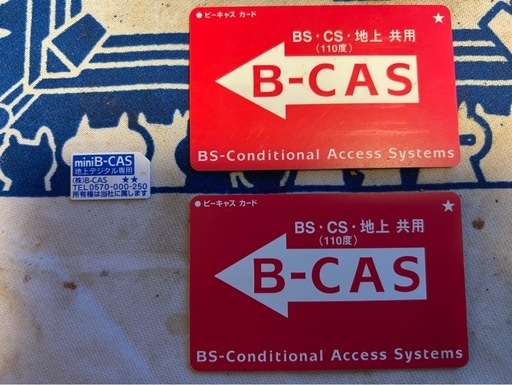 ● ビーキャス カード
★
BS・CS・地上 共用
(110度)
B-CAS
BS-Conditional Access Systems
miniB-CAS
地上デジタル専用
(株)B-CAS ★★
TEL0570-000-250
所有権は当社に属します
● ビーキャス カード
★
BS・CS・地上 共用
(110度)
B-CAS
BS-Conditional Access Systems